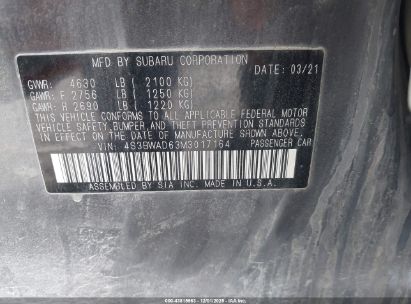 MFD BY SUBARU CORPORATION
DATE: 03/21
GVWR: 4630 LB ( 2100 KG)
GAWR: F 2756 LB ( 1250 KG)
GAWR: R 2690 LB ( 1220 KG)
THIS VEHICLE CONFORMS TO ALL APPLICABLE FEDERAL MOTOR
VEHICLE SAFETY, BUMPER, AND THEFT PREVENTION STANDARDS
IN EFFECT ON THE DATE OF MANUFACTURE SHOWN ABOVE.
VIN: 4S3BWAD63M3017164 PASSENGER CAR
ASSEMBLED BY SIA INC. MADE IN U.S.A.